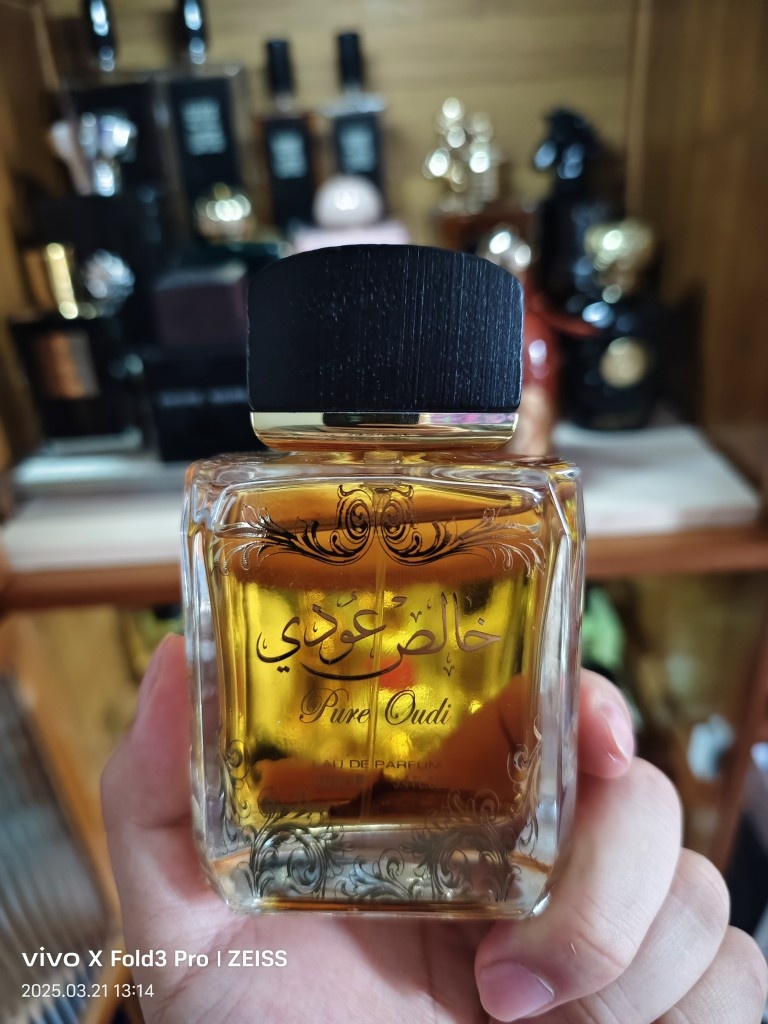 خالص عودي
Pure Oudi
EAU DE PARFUM
vivo X Fold3 Pro | ZEISS
2025.03.21 13:14